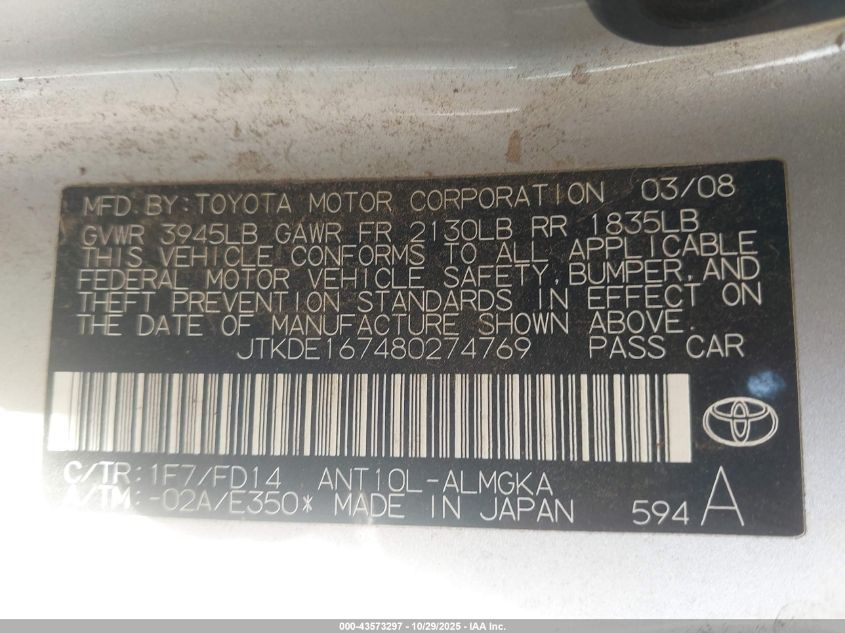 MFD.BY:TOYOTA MOTOR CORPORATION 03/08
GVWR 3945LB GAWR FR 2130LB RR 1835LB
THIS VEHICLE CONFORMS TO ALL APPLICABLE
FEDERAL MOTOR VEHICLE SAFETY,BUMPER,AND
THEFT PREVENTION STANDARDS IN EFFECT ON
THE DATE OF MANUFACTURE SHOWN ABOVE.
JTKDE167480274769 PASS CAR
C/TR:1F7/FD14 ANT10L-ALMGKA
A/TM:-02A/E350* MADE IN JAPAN 594 A
000-43573297 - 10/29/2025 - IAA Inc.